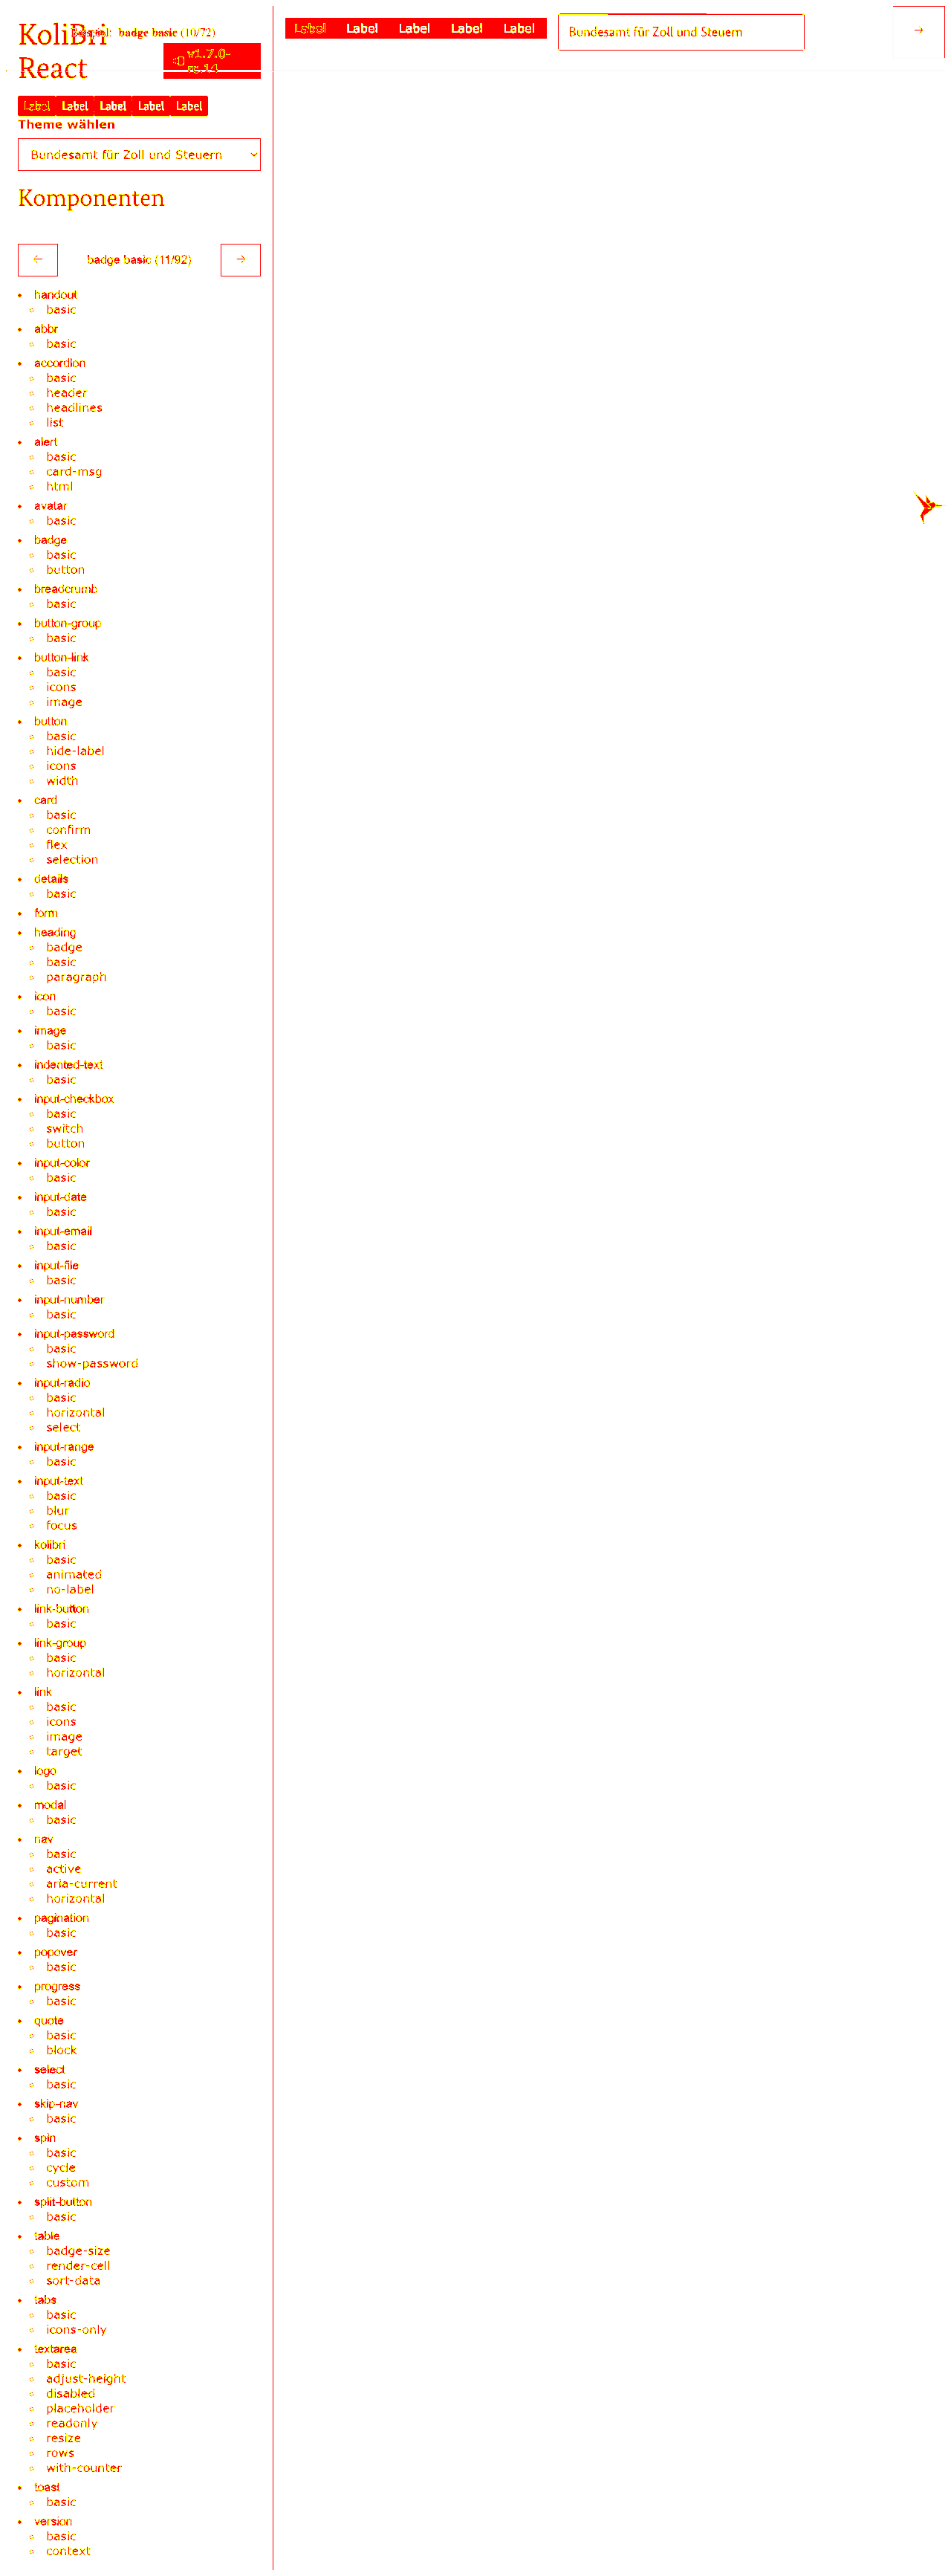 KoliBri
React
badge basic (10/72)
Label Label Label Label Label
Bundesamt für Zoll und Steuern
→
Label Label Label Label Label
Theme wählen
Bundesamt für Zoll und Steuern
Komponenten
← badge basic (11/92) →
handout
basic
abbr
basic
accordion
basic
header
headlines
list
alert
basic
card-msg
html
avatar
basic
badge
basic
button
breadcrumb
basic
button-group
basic
button-link
basic
icons
image
button
basic
hide-label
icons
width
card
basic
confirm
flex
selection
details
basic
form
heading
badge
basic
paragraph
icon
basic
image
basic
indented-text
basic
input-checkbox
basic
switch
button
input-color
basic
input-date
basic
input-email
basic
input-file
basic
input-number
basic
input-password
basic
show-password
input-radio
basic
horizontal
select
input-range
basic
input-text
basic
blur
focus
kolibri
basic
animated
no-label
link-button
basic
link-group
basic
horizontal
link
basic
icons
image
target
logo
basic
modal
basic
nav
basic
active
aria-current
horizontal
pagination
basic
popover
basic
progress
basic
quote
basic
block
select
basic
skip-nav
basic
spin
basic
cycle
custom
split-button
basic
table
badge-size
render-cell
sort-data
tabs
basic
icons-only
textarea
basic
adjust-height
disabled
placeholder
readonly
resize
rows
with-counter
toast
basic
version
basic
context